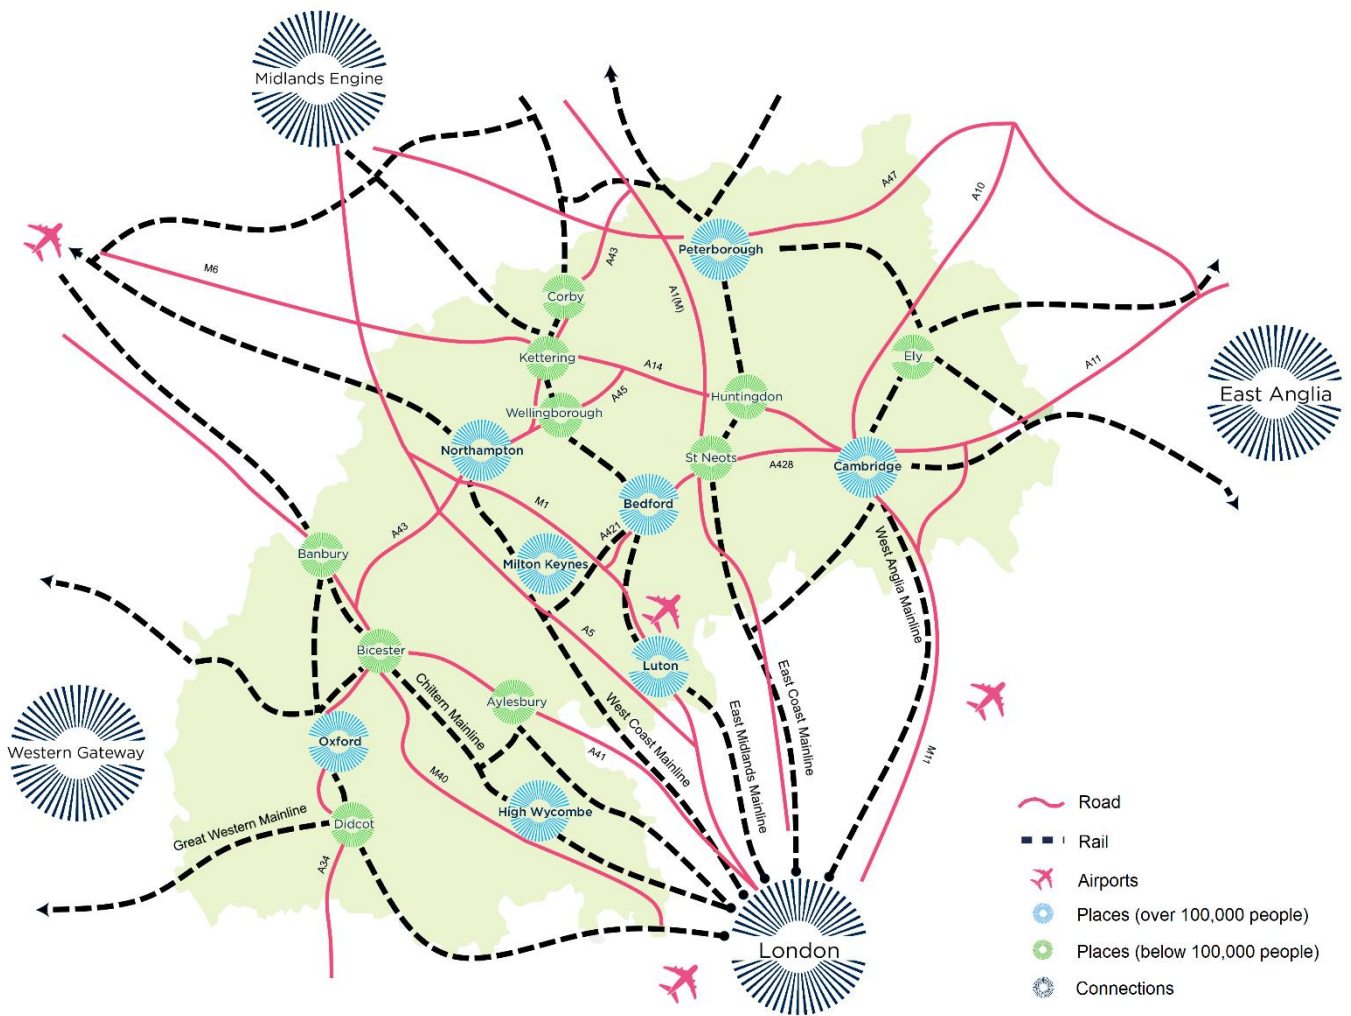 Midlands Engine
A47
A10
Peterborough
A43
M6
Corby
A1(M)
Kettering
A14
Ely
A11
A45
Huntingdon
East Anglia
Wellingborough
Northampton
St Neots
A428
Cambridge
M1
Bedford
A43
A421
Banbury
Milton Keynes
West Anglia Mainline
A5
Bicester
Luton
Chiltern Mainline
Aylesbury
West Coast Mainline
East Midlands Mainline
East Coast Mainline
Western Gateway
Oxford
A41
M40
M11
High Wycombe
Great Western Mainline
Didcot
A34
London
Road
Rail
Airports
Places (over 100,000 people)
Places (below 100,000 people)
Connections